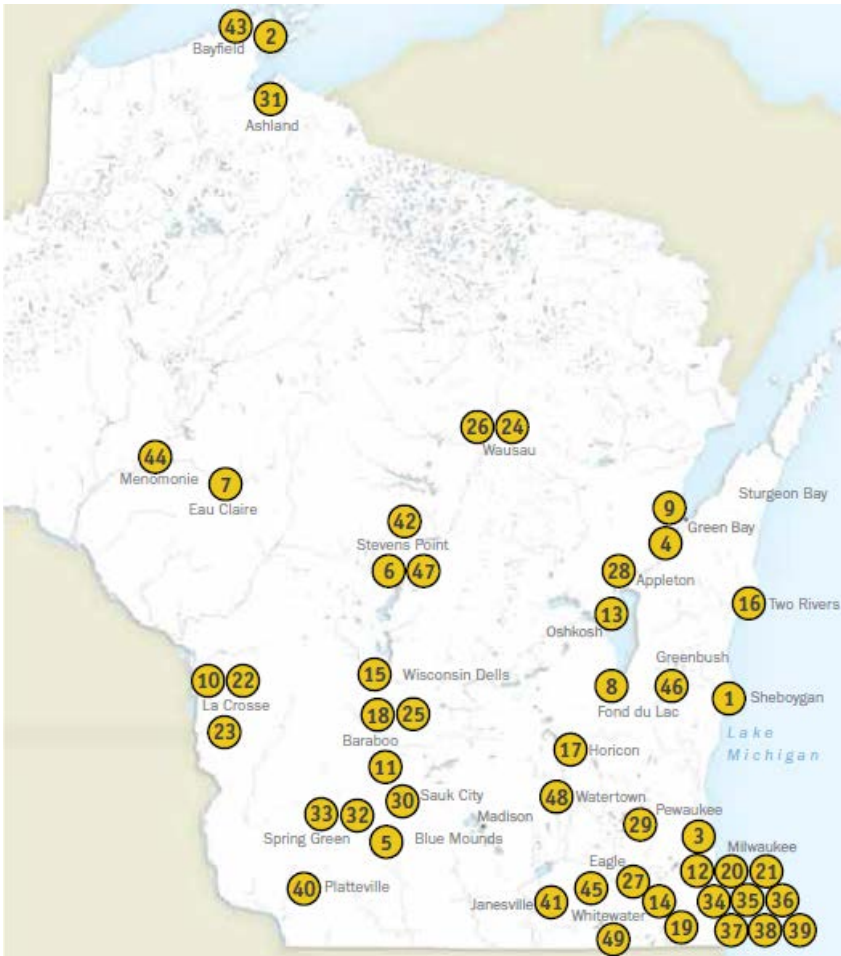 43 2
Bayfield
31
Ashland
26 24
Wausau
44
Menomonie
7
Eau Claire
Sturgeon Bay
9
Green Bay
42
Stevens Point
4
6 47
28 Appleton
16 Two Rivers
13
Oshkosh
Greenbush
15 Wisconsin Dells
10 22
La Crosse
8
Fond du Lac
46
1 Sheboygan
18 25
Baraboo
23
Lake
Michigan
17 Horicon
11
30 Sauk City
48 Watertown
33 32
Spring Green
Madison
Pewaukee
29
3
5 Blue Mounds
Milwaukee
Eagle
12 20 21
40 Platteville
Janesville 41
45
Whitewater
27
14
34 35 36
49
19
37 38 39